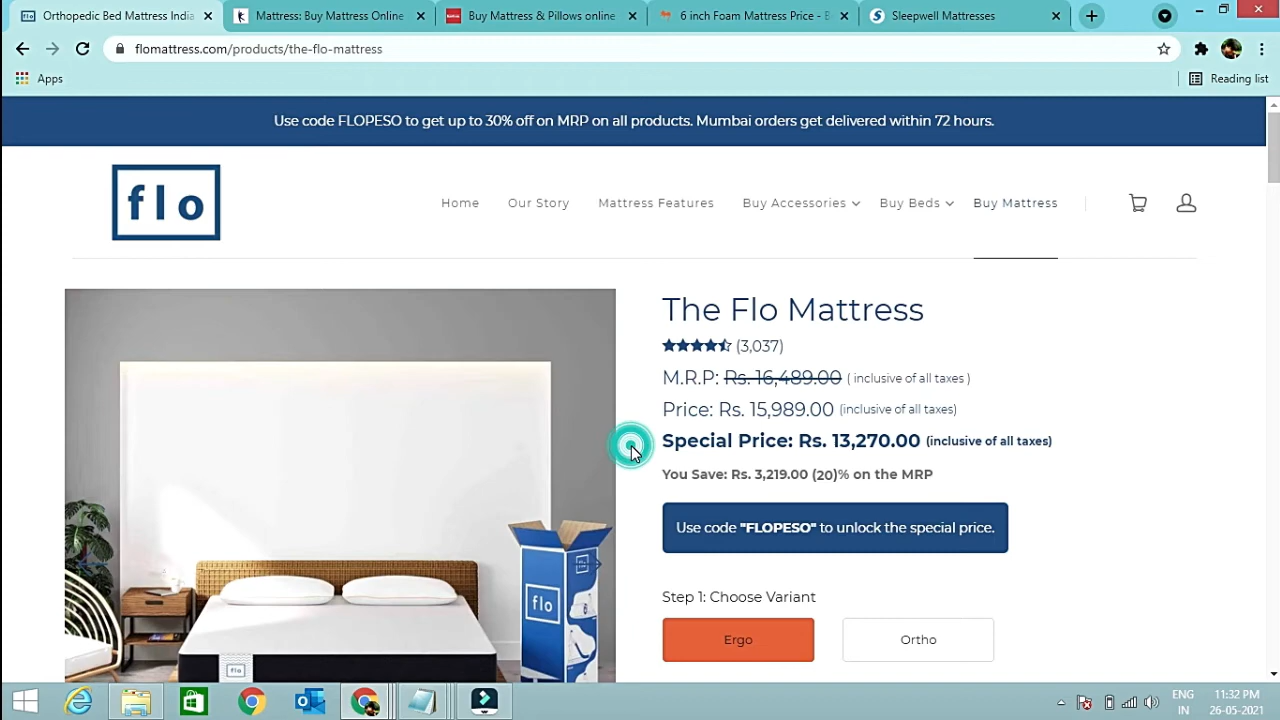 Orthopedic Bed Mattress India
Mattress: Buy Mattress Online
Buy Mattress & Pillows online
6 inch Foam Mattress Price - B
Sleepwell Mattresses
flomattress.com/products/the-flo-mattress
Apps
Reading list
Use code FLOPESO to get up to 30% off on MRP on all products. Mumbai orders get delivered within 72 hours.
flo
Home
Our Story
Mattress Features
Buy Accessories
Buy Beds
Buy Mattress
The Flo Mattress
(3,037)
M.R.P: Rs. 16,489.00 ( inclusive of all taxes )
Price: Rs. 15,989.00 (inclusive of all taxes)
Special Price: Rs. 13,270.00 (inclusive of all taxes)
You Save: Rs. 3,219.00 (20)% on the MRP
Use code "FLOPESO" to unlock the special price.
Step 1: Choose Variant
Ergo
Ortho
flo
flo
ENG
IN
11:32 PM
26-05-2021